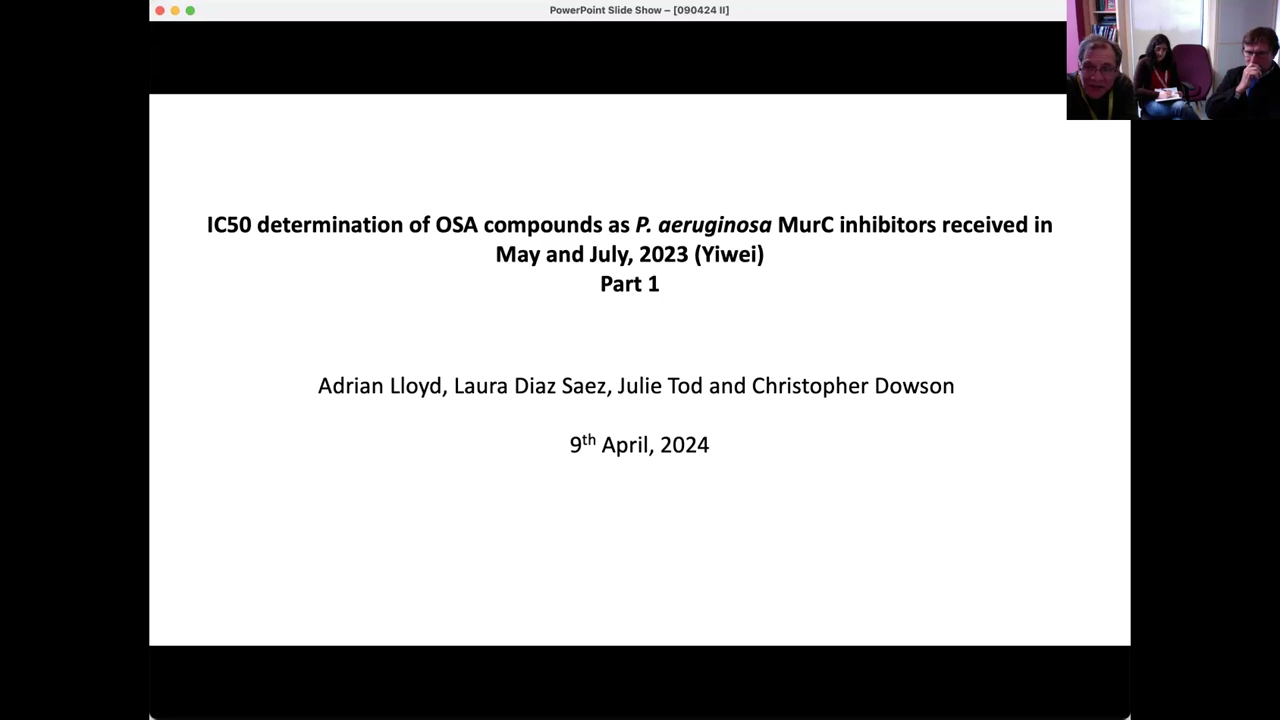 PowerPoint Slide Show – [090424 II]
IC50 determination of OSA compounds as P. aeruginosa MurC inhibitors received in
May and July, 2023 (Yiwei)
Part 1
Adrian Lloyd, Laura Diaz Saez, Julie Tod and Christopher Dowson
9th April, 2024